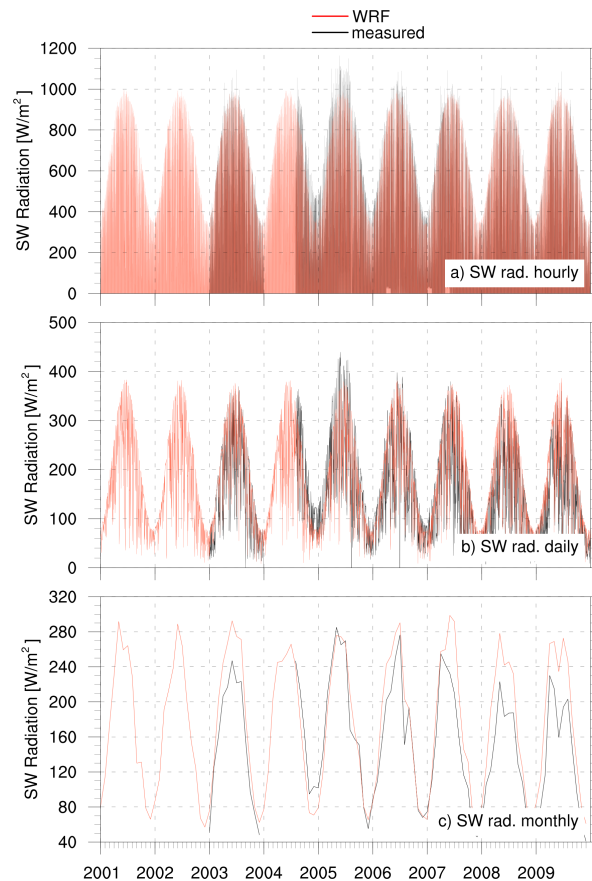 WRF
measured
SW Radiation [W/m²]
1200
1000
800
600
400
200
0
a) SW rad. hourly
SW Radiation [W/m²]
500
400
300
200
100
0
b) SW rad. daily
SW Radiation [W/m²]
320
280
240
200
160
120
80
40
c) SW rad. monthly
2001 2002 2003 2004 2005 2006 2007 2008 2009